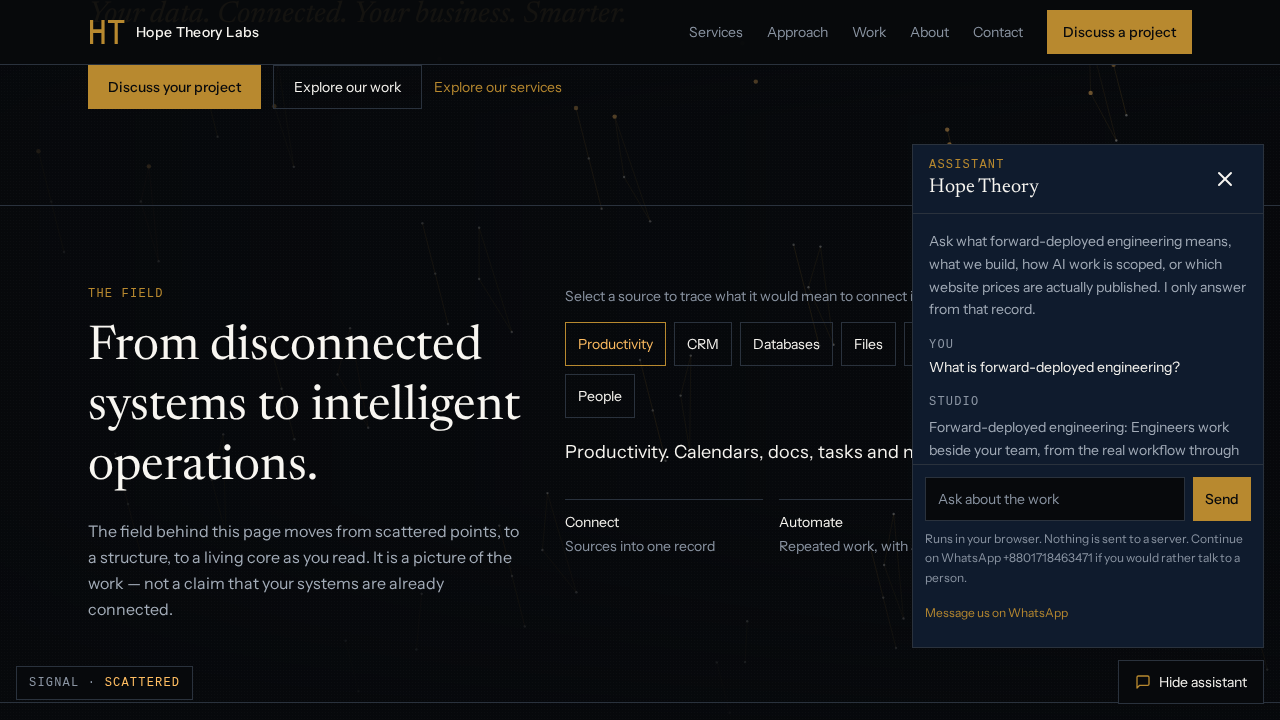 Your data. Connected. Your business. Smarter.
HT Hope Theory Labs
Services
Approach
Work
About
Contact
Discuss a project
Discuss your project
Explore our work
Explore our services
THE FIELD
From disconnected
systems to intelligent
operations.
The field behind this page moves from scattered points, to
a structure, to a living core as you read. It is a picture of the
work — not a claim that your systems are already
connected.
Select a source to trace what it would mean to connect
Productivity
CRM
Databases
Files
People
Productivity. Calendars, docs, tasks and
Connect
Sources into one record
Automate
Repeated work, with
ASSISTANT
Hope Theory
Ask what forward-deployed engineering means,
what we build, how AI work is scoped, or which
website prices are actually published. I only answer
from that record.
YOU
What is forward-deployed engineering?
STUDIO
Forward-deployed engineering: Engineers work
beside your team, from the real workflow through
Ask about the work
Send
Runs in your browser. Nothing is sent to a server. Continue
on WhatsApp +8801718463471 if you would rather talk to a
person.
Message us on WhatsApp
SIGNAL · SCATTERED
Hide assistant